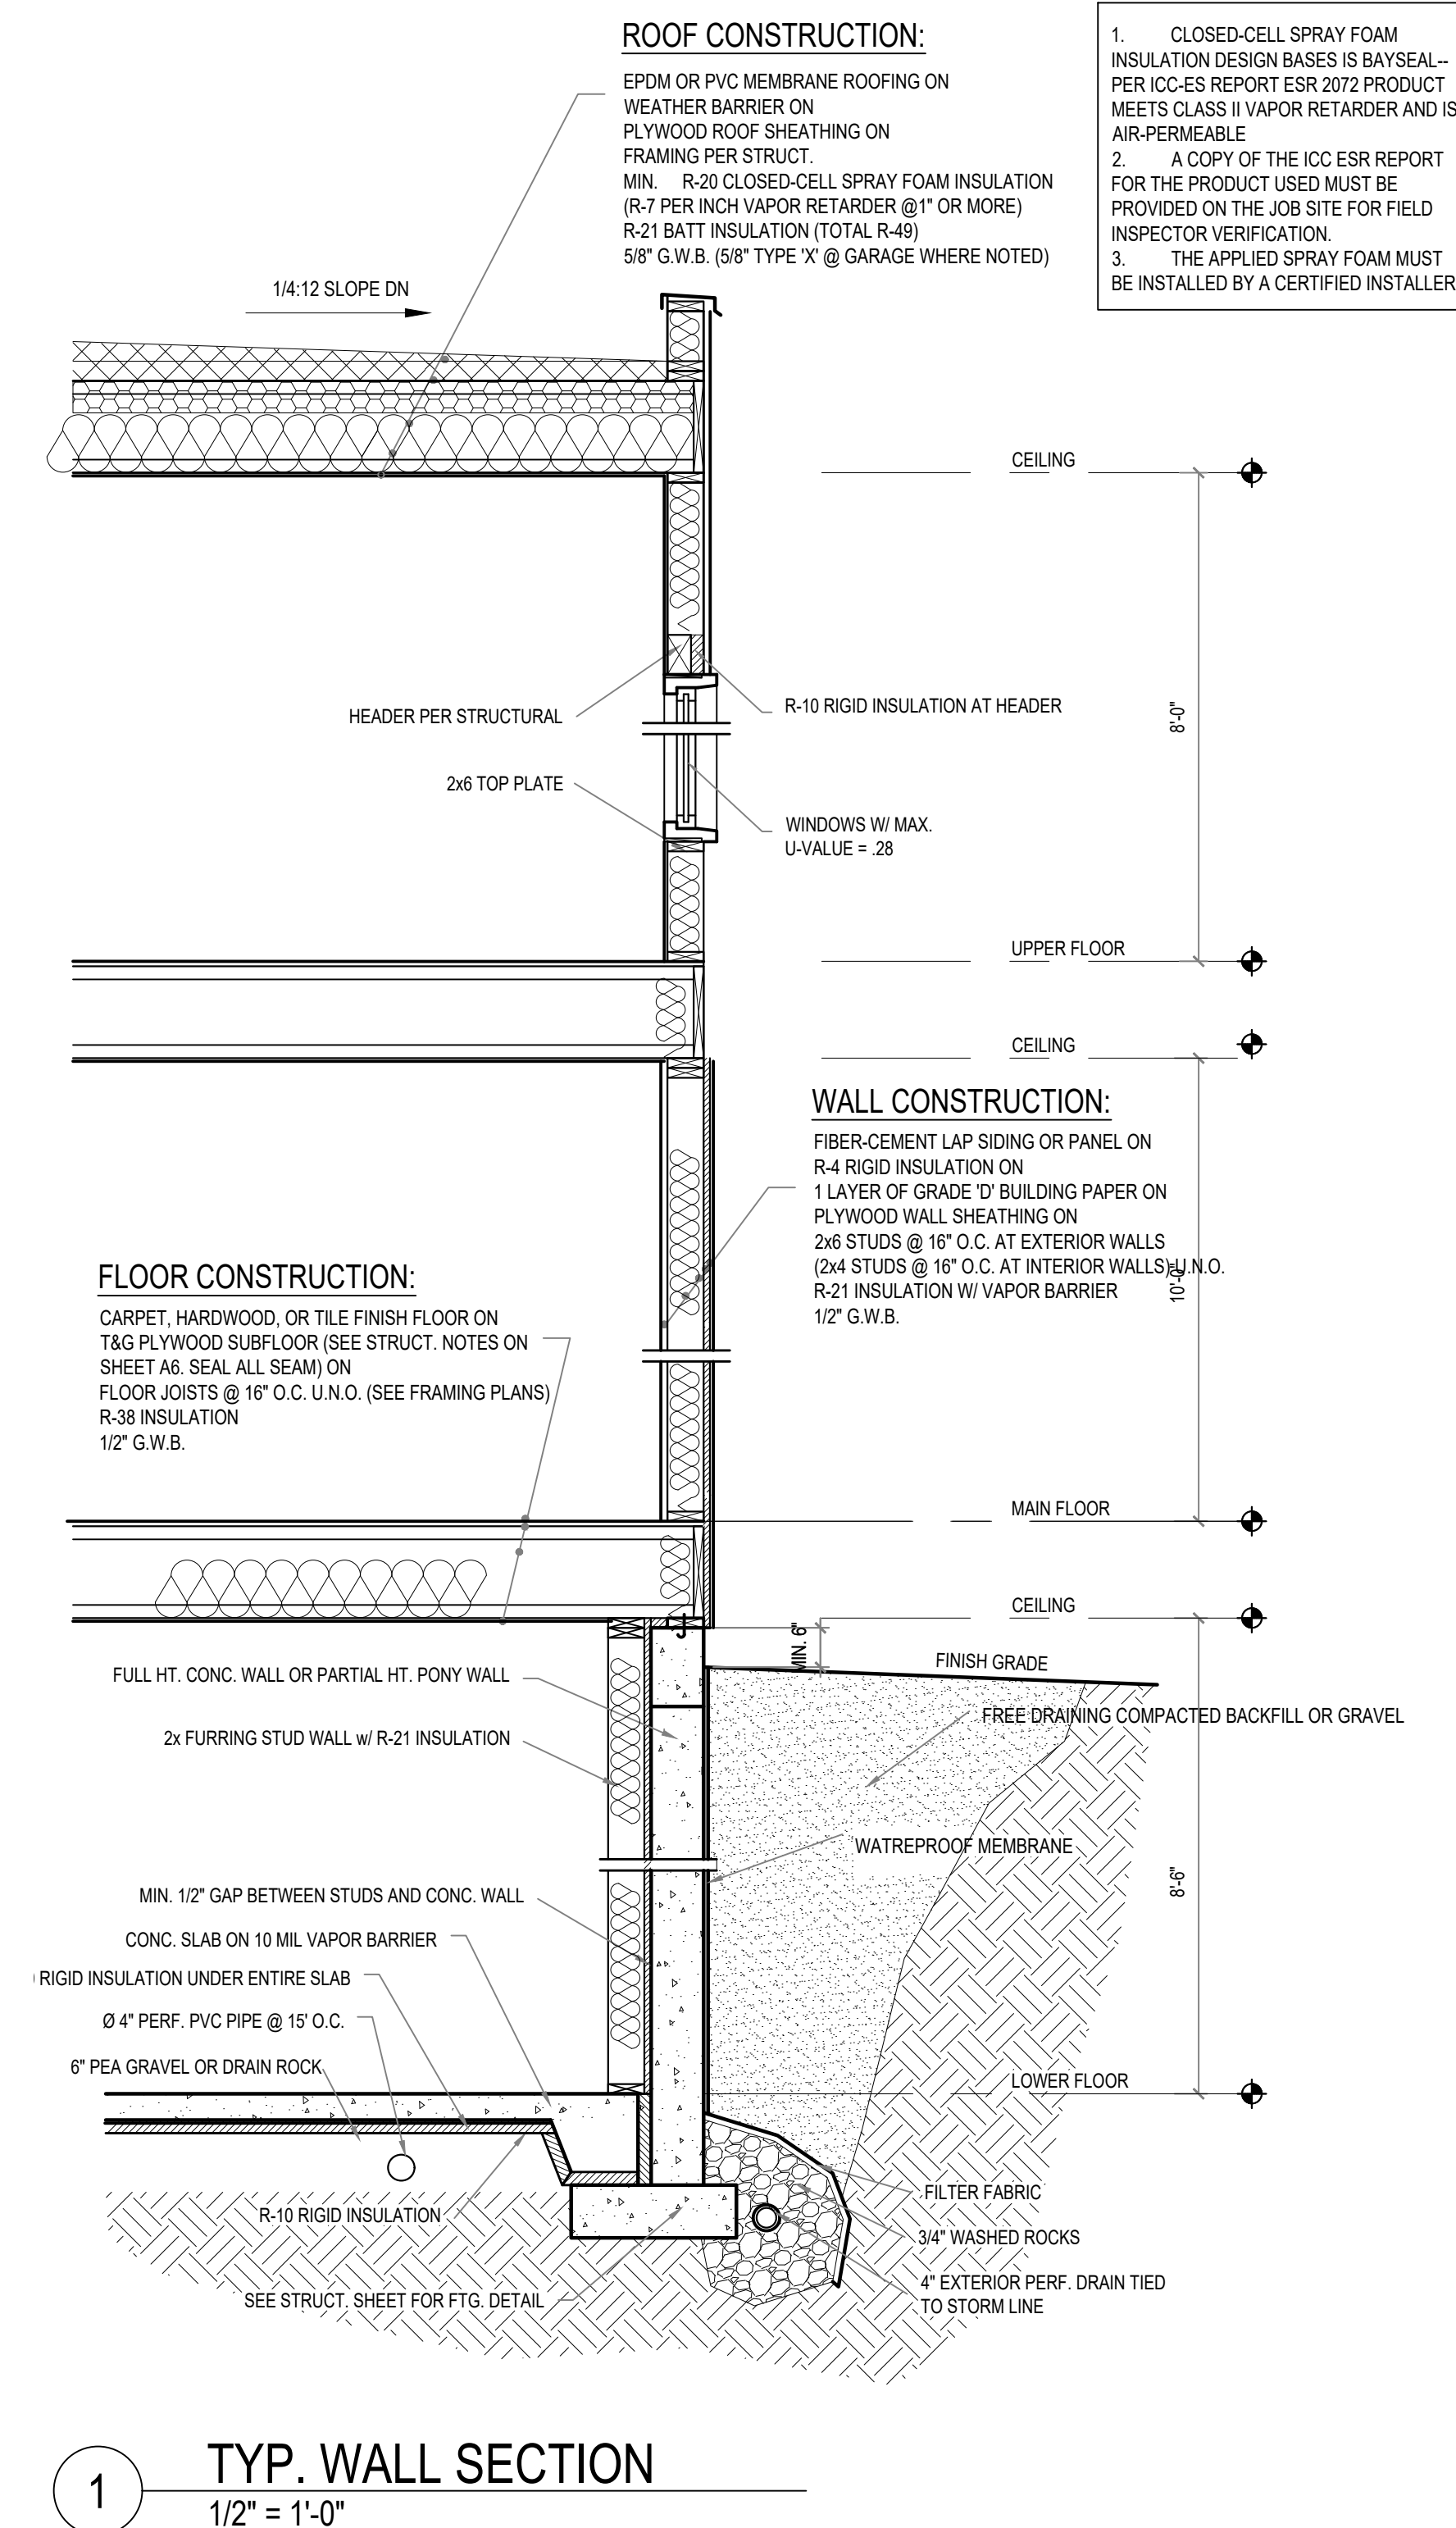 ROOF CONSTRUCTION:
EPDM OR PVC MEMBRANE ROOFING ON
WEATHER BARRIER ON
PLYWOOD ROOF SHEATHING ON
FRAMING PER STRUCT.
MIN. R-20 CLOSED-CELL SPRAY FOAM INSULATION
(R-7 PER INCH VAPOR RETARDER @1" OR MORE)
R-21 BATT INSULATION (TOTAL R-49)
5/8" G.W.B. (5/8" TYPE 'X' @ GARAGE WHERE NOTED)
1. CLOSED-CELL SPRAY FOAM
INSULATION DESIGN BASES IS BAYSEAL--
PER ICC-ES REPORT ESR 2072 PRODUCT
MEETS CLASS II VAPOR RETARDER AND IS
AIR-PERMEABLE
2. A COPY OF THE ICC ESR REPORT
FOR THE PRODUCT USED MUST BE
PROVIDED ON THE JOB SITE FOR FIELD
INSPECTOR VERIFICATION.
3. THE APPLIED SPRAY FOAM MUST
BE INSTALLED BY A CERTIFIED INSTALLER
1/4:12 SLOPE DN
CEILING
HEADER PER STRUCTURAL
R-10 RIGID INSULATION AT HEADER
8'-0"
2x6 TOP PLATE
WINDOWS W/ MAX.
U-VALUE = .28
UPPER FLOOR
CEILING
WALL CONSTRUCTION:
FIBER-CEMENT LAP SIDING OR PANEL ON
R-4 RIGID INSULATION ON
1 LAYER OF GRADE 'D' BUILDING PAPER ON
PLYWOOD WALL SHEATHING ON
2x6 STUDS @ 16" O.C. AT EXTERIOR WALLS
(2x4 STUDS @ 16" O.C. AT INTERIOR WALLS) U.N.O.
R-21 INSULATION W/ VAPOR BARRIER
1/2" G.W.B.
10'-0"
FLOOR CONSTRUCTION:
CARPET, HARDWOOD, OR TILE FINISH FLOOR ON
T&G PLYWOOD SUBFLOOR (SEE STRUCT. NOTES ON
SHEET A6. SEAL ALL SEAM) ON
FLOOR JOISTS @ 16" O.C. U.N.O. (SEE FRAMING PLANS)
R-38 INSULATION
1/2" G.W.B.
MAIN FLOOR
CEILING
MIN. 6"
FINISH GRADE
FULL HT. CONC. WALL OR PARTIAL HT. PONY WALL
FREE DRAINING COMPACTED BACKFILL OR GRAVEL
2x FURRING STUD WALL w/ R-21 INSULATION
WATREPROOF MEMBRANE
8'-6"
MIN. 1/2" GAP BETWEEN STUDS AND CONC. WALL
CONC. SLAB ON 10 MIL VAPOR BARRIER
RIGID INSULATION UNDER ENTIRE SLAB
Ø 4" PERF. PVC PIPE @ 15' O.C.
6" PEA GRAVEL OR DRAIN ROCK
LOWER FLOOR
FILTER FABRIC
R-10 RIGID INSULATION
3/4" WASHED ROCKS
4" EXTERIOR PERF. DRAIN TIED
TO STORM LINE
SEE STRUCT. SHEET FOR FTG. DETAIL
1
TYP. WALL SECTION
1/2" = 1'-0"